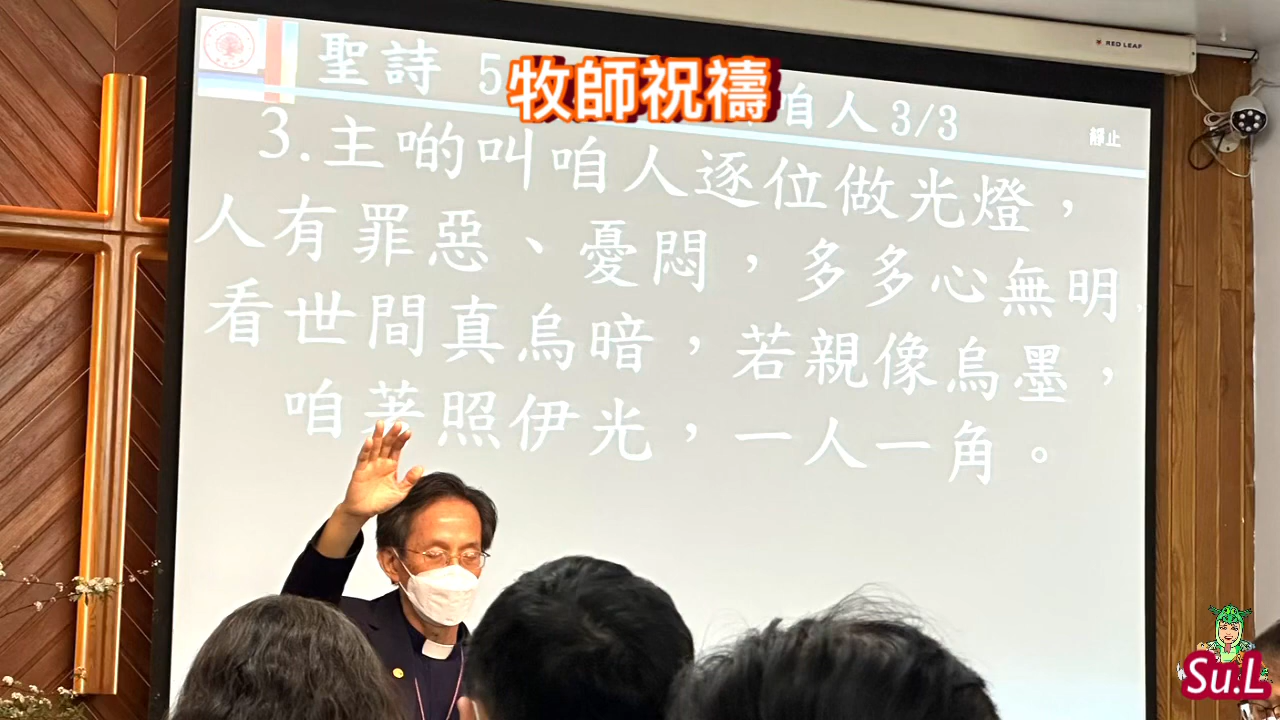 RED LEAF
聖詩 5
牧師祝禱
咱人 3/3
靜止
3.主啲叫咱人逐位做光燈，
人有罪惡、憂悶，多多心無明，
看世間真烏暗，若親像烏墨，
咱著照伊光，一人一角。
Su.L